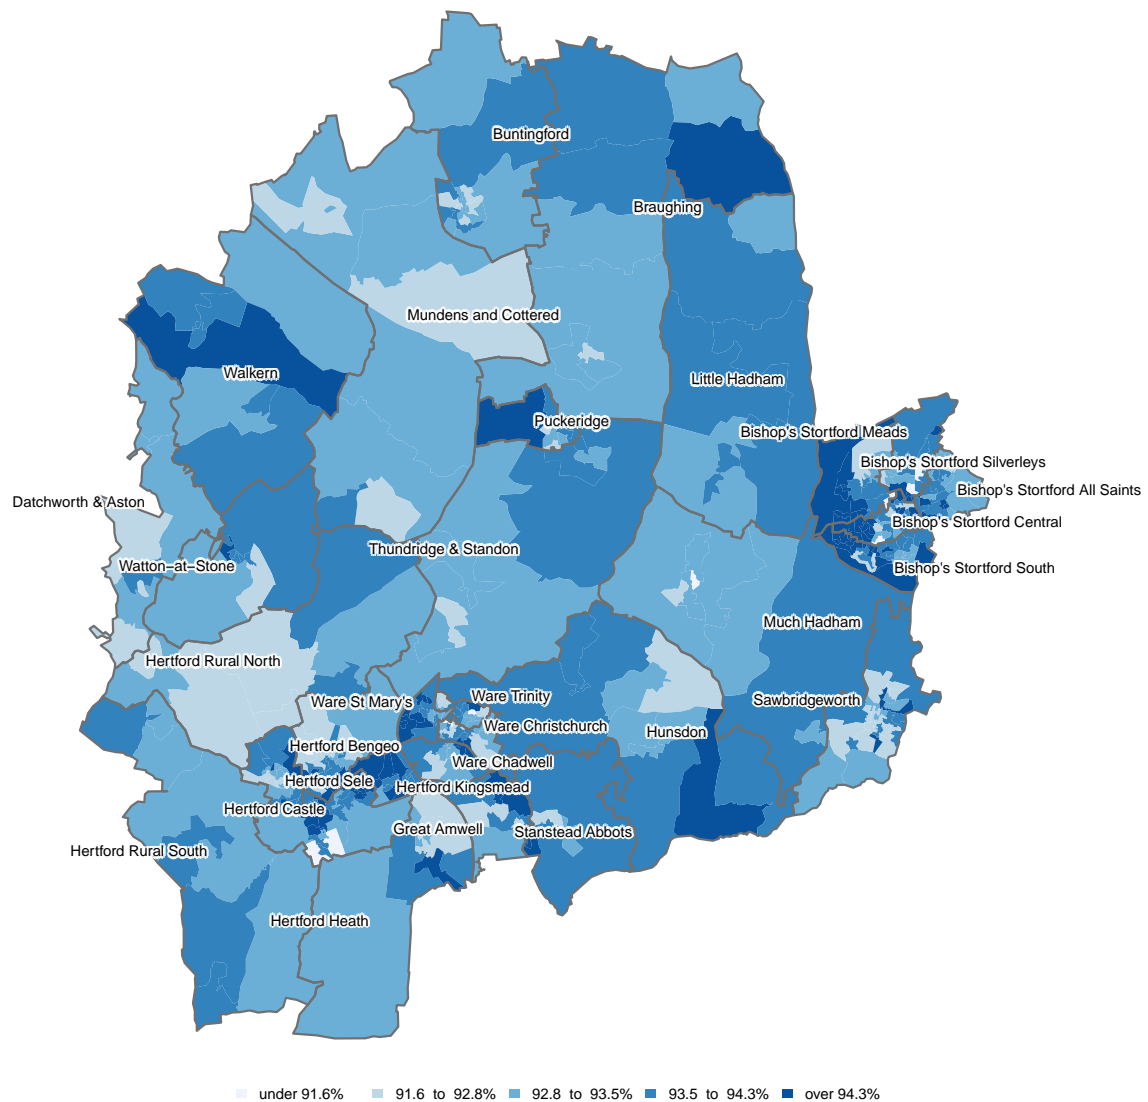 Buntingford
Braughing
Mundens and Cottered
Walkern
Little Hadham
Puckeridge
Bishop's Stortford Meads
Bishop's Stortford Silverleys
Bishop's Stortford All Saints
Datchworth & Aston
Bishop's Stortford Central
Thundridge & Standon
Watton−at−Stone
Bishop's Stortford South
Much Hadham
Hertford Rural North
Ware Trinity
Ware St Mary's
Sawbridgeworth
Ware Christchurch
Hunsdon
Hertford Bengeo
Ware Chadwell
Hertford Sele
Hertford Kingsmead
Hertford Castle
Great Amwell
Stanstead Abbots
Hertford Rural South
Hertford Heath
under 91.6% 91.6 to 92.8% 92.8 to 93.5% 93.5 to 94.3% over 94.3%